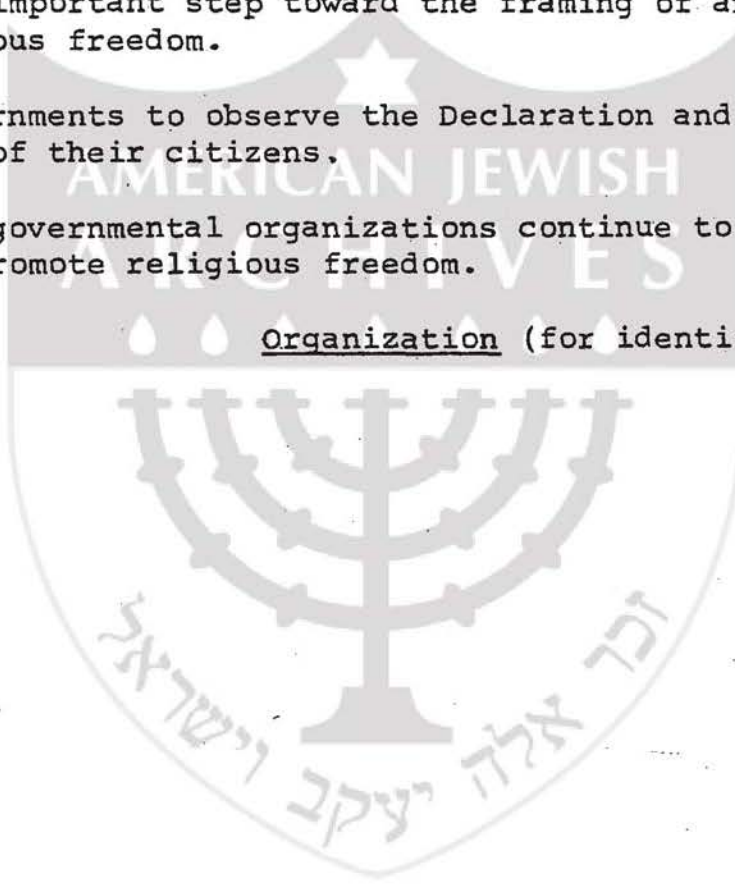 important step toward the framing of a
ous freedom.
rnments to observe the Declaration and
of their citizens.
AMERICAN JEWISH
governmental organizations continue to
romote religious freedom.
ARCHIVES
Organization (for identi
זכר אלה יעקב וישראל